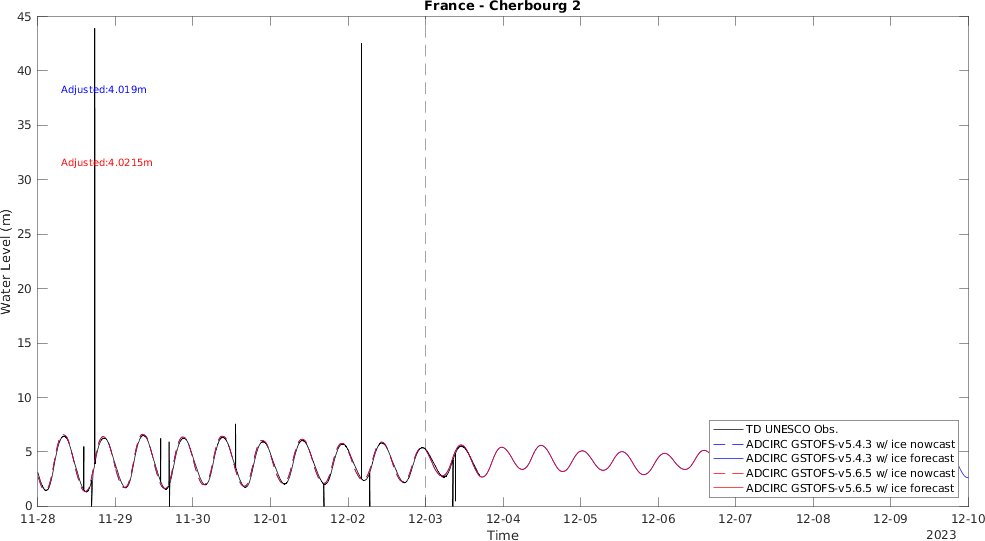 France - Cherbourg 2
45
40
35
30
25
20
15
10
5
0
Water Level (m)
Adjusted:4.019m
Adjusted:4.0215m
TD UNESCO Obs.
ADCIRC GSTOFS-v5.4.3 w/ ice nowcast
ADCIRC GSTOFS-v5.4.3 w/ ice forecast
ADCIRC GSTOFS-v5.6.5 w/ ice nowcast
ADCIRC GSTOFS-v5.6.5 w/ ice forecast
11-28 11-29 11-30 12-01 12-02 12-03 12-04 12-05 12-06 12-07 12-08 12-09 12-10
Time
2023